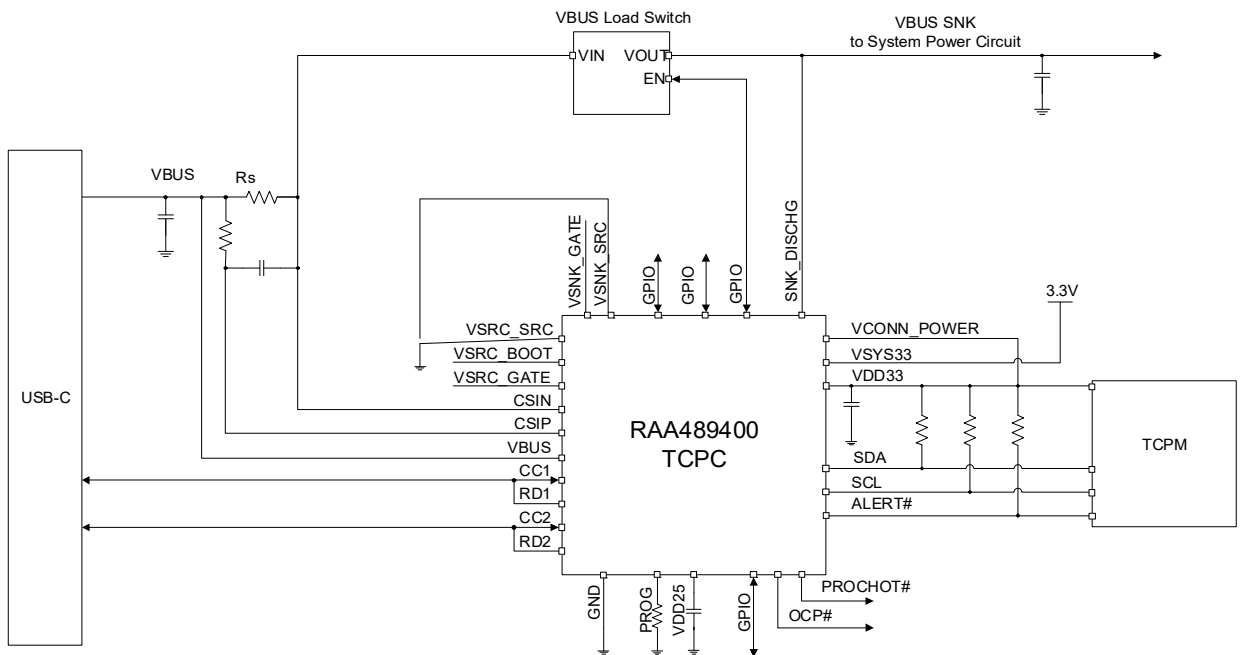 VBUS Load Switch
VBUS SNK
to System Power Circuit
VIN
VOUT
EN
VBUS
Rs
VSNK_GATE
VSNK_SRC
GPIO
GPIO
GPIO
SNK_DISCHG
3.3V
VSRC_SRC
VSRC_BOOT
VSRC_GATE
CSIN
CSIP
VBUS
CC1
RD1
CC2
RD2
USB-C
RAA489400
TCPC
VCONN_POWER
VSYS33
VDD33
SDA
SCL
ALERT#
TCPM
GND
PROG
VDD25
GPIO
OCP#
PROCHOT#